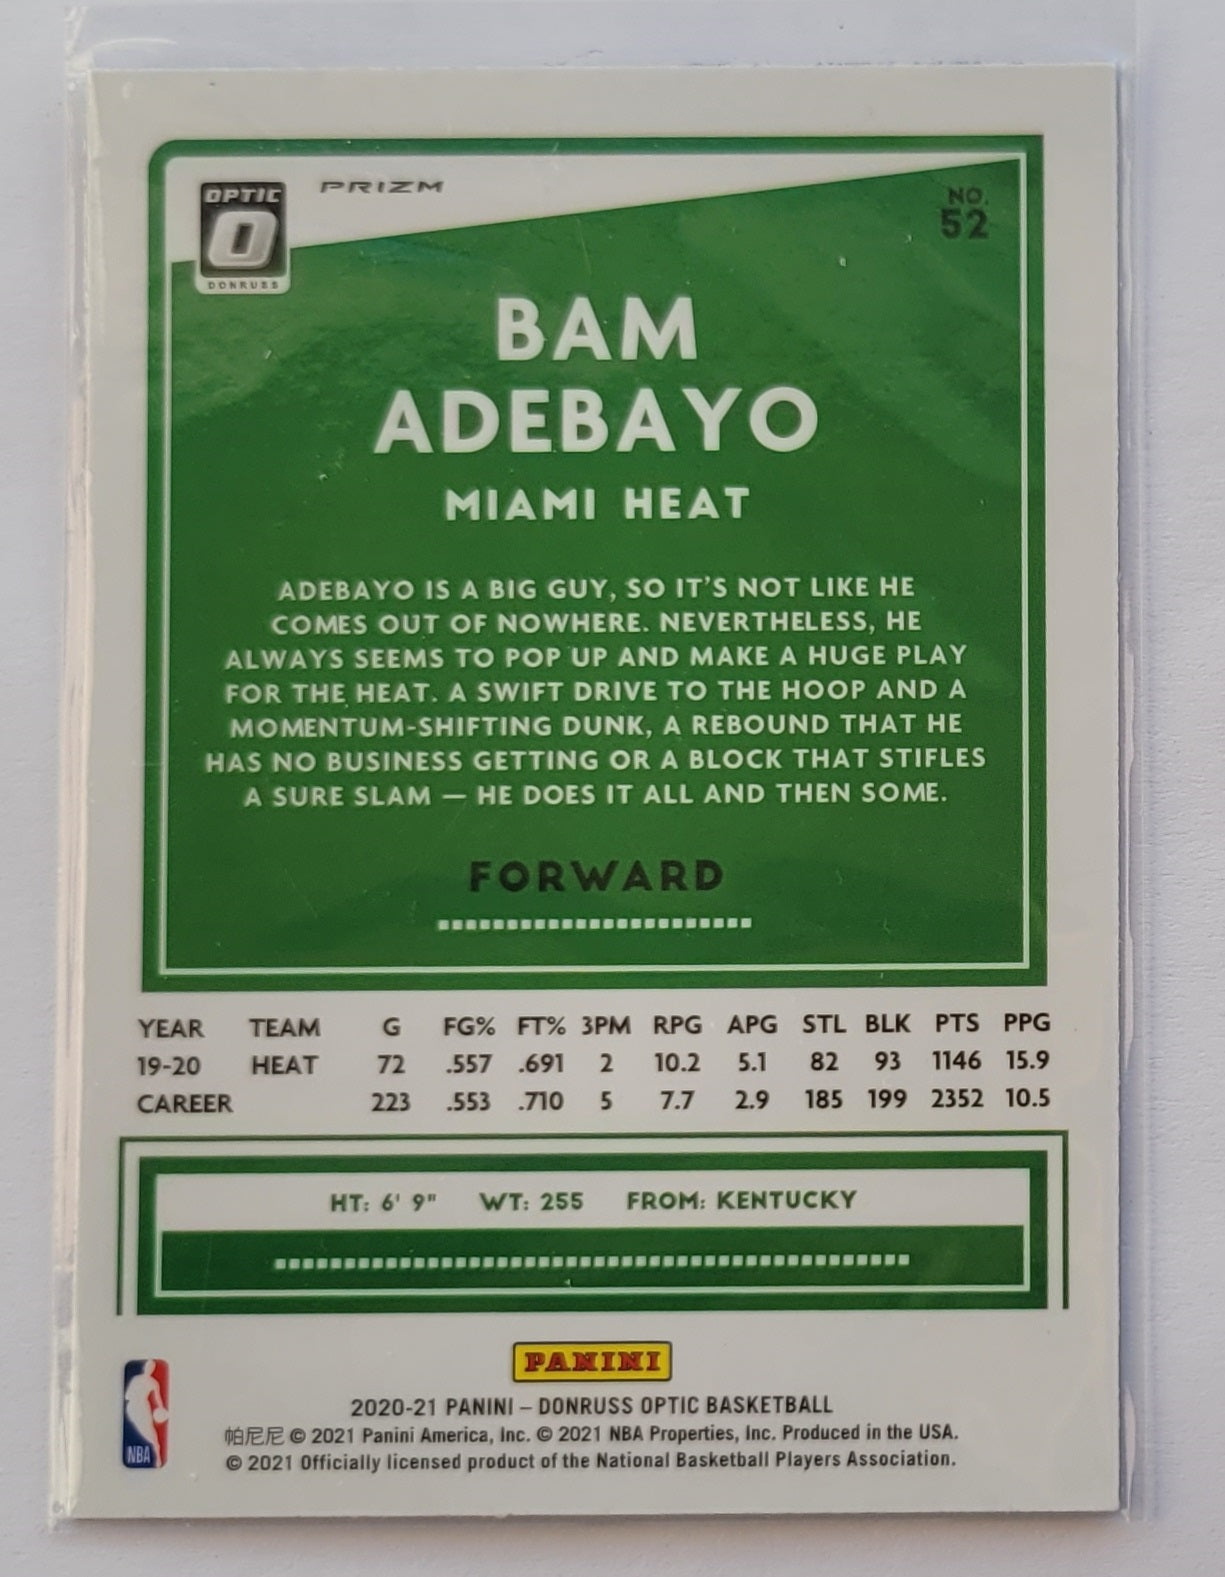 OPTIC
O
DONRUSS
PRIZM
NO.
52
BAM
ADEBAYO
MIAMI HEAT
ADEBAYO IS A BIG GUY, SO IT'S NOT LIKE HE
COMES OUT OF NOWHERE. NEVERTHELESS, HE
ALWAYS SEEMS TO POP UP AND MAKE A HUGE PLAY
FOR THE HEAT. A SWIFT DRIVE TO THE HOOP AND A
MOMENTUM-SHIFTING DUNK, A REBOUND THAT HE
HAS NO BUSINESS GETTING OR A BLOCK THAT STIFLES
A SURE SLAM — HE DOES IT ALL AND THEN SOME.
FORWARD
YEAR TEAM G FG% FT% 3PM RPG APG STL BLK PTS PPG
19-20 HEAT 72 .557 .691 2 10.2 5.1 82 93 1146 15.9
CAREER 223 .553 .710 5 7.7 2.9 185 199 2352 10.5
HT: 6' 9" WT: 255 FROM: KENTUCKY
PANINI
2020-21 PANINI – DONRUSS OPTIC BASKETBALL
帕尼尼 © 2021 Panini America, Inc. © 2021 NBA Properties, Inc. Produced in the USA.
© 2021 Officially licensed product of the National Basketball Players Association.
NBA